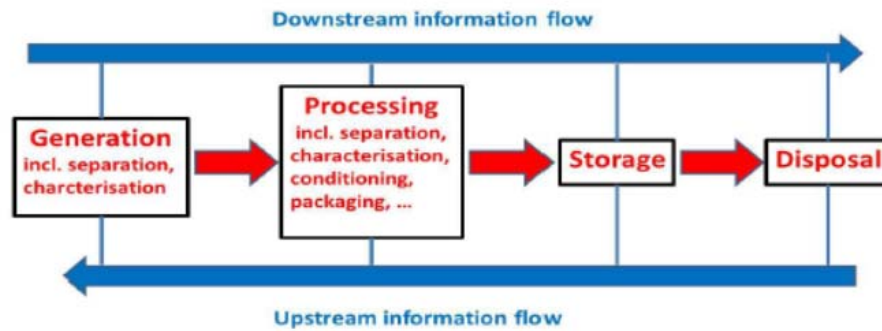 Downstream information flow
Generation
incl. separation,
charcterisation
Processing
incl. separation,
characterisation,
conditioning,
packaging, ...
Storage
Disposal
Upstream information flow